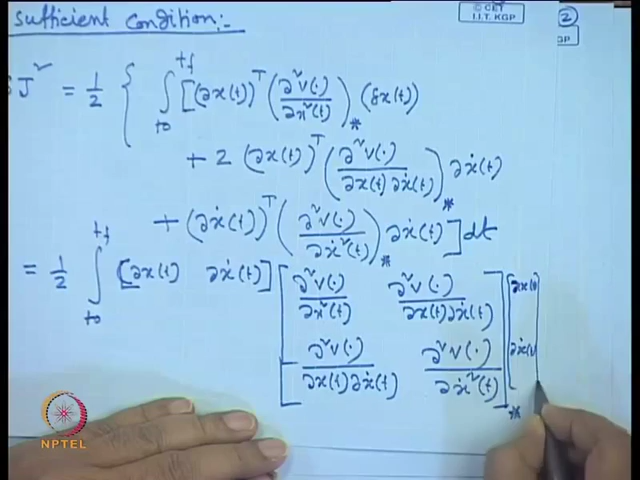 sufficient condition:-
© CET
I.I.T. KGP
2
δJ² = 1/2 { ∫_{t0}^{tf} [(∂x(t))^T (∂²V(·)/∂x²(t))_* (δx(t))
+ 2 (∂x(t))^T (∂²V(·)/∂x(t)∂ẋ(t))_* ∂ẋ(t)
+ (∂ẋ(t))^T (∂²V(·)/∂ẋ²(t))_* ∂ẋ(t)] dt
= 1/2 ∫_{t0}^{tf} [∂x(t) ∂ẋ(t)] [∂²V(·)/∂x²(t) ∂²V(·)/∂x(t)∂ẋ(t)
∂²V(·)/∂x(t)∂ẋ(t) ∂²V(·)/∂ẋ²(t)]_* [∂x(t)
∂ẋ(t)
NPTEL